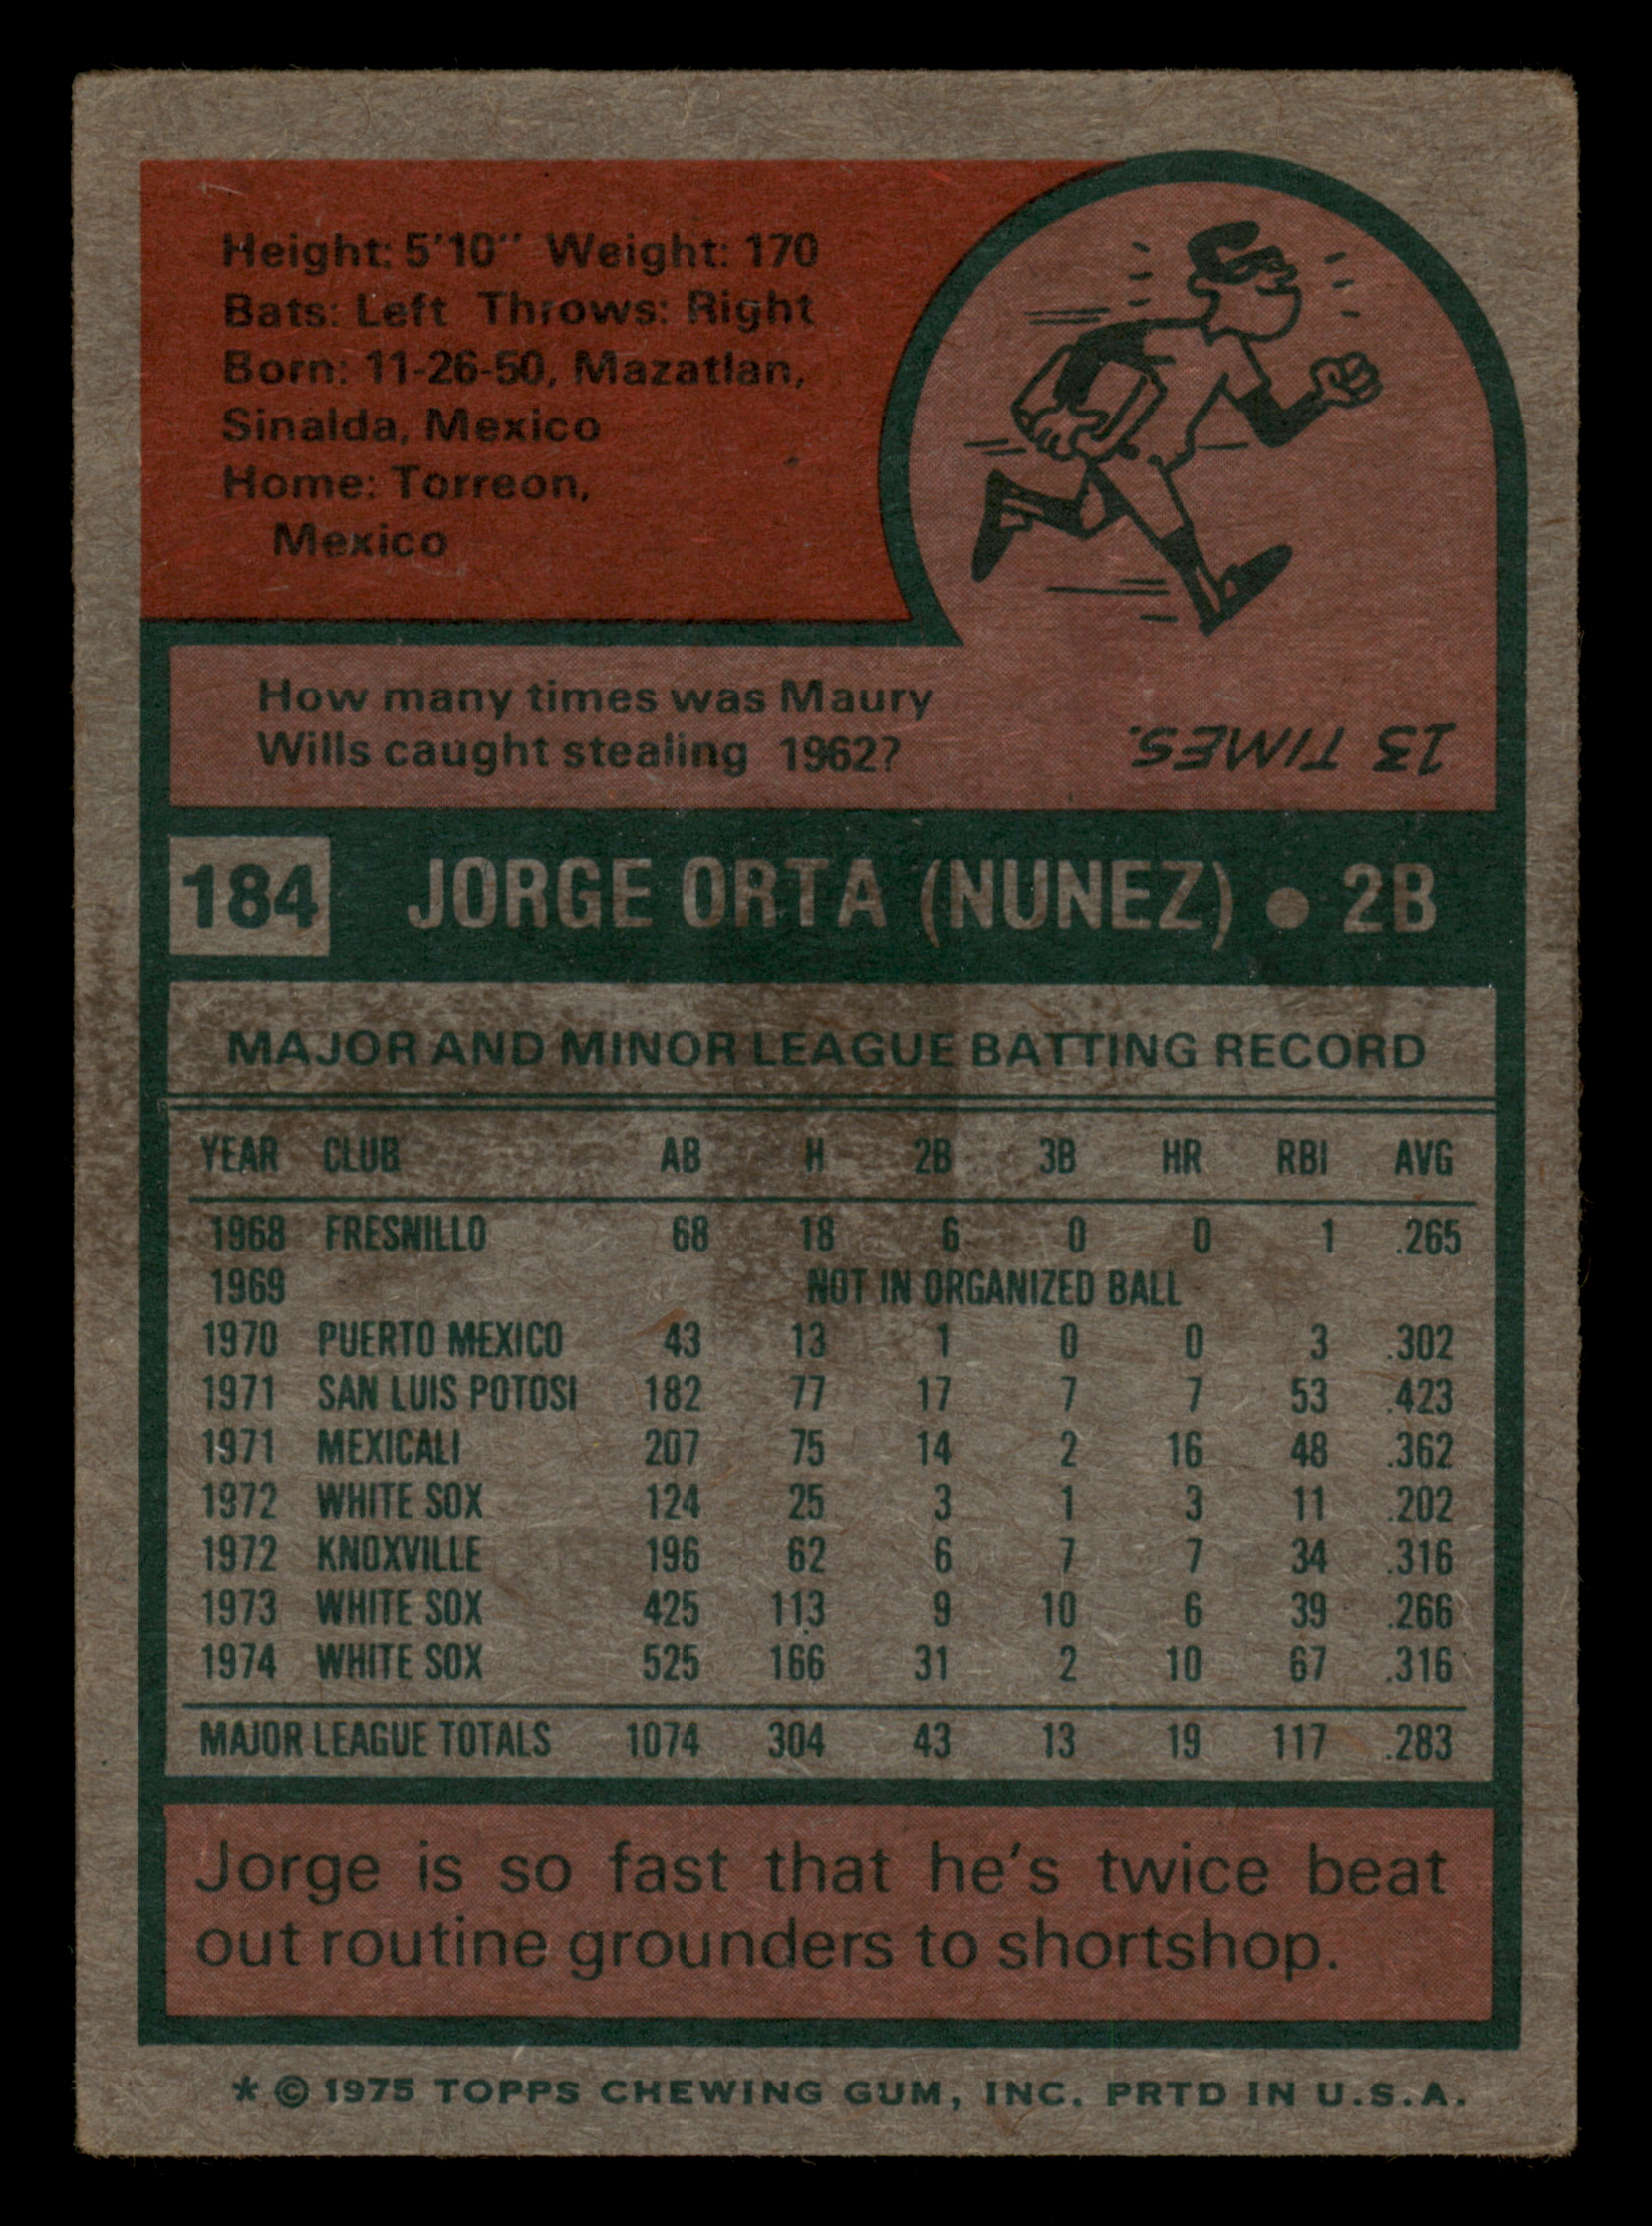 Height: 5'10" Weight: 170
Bats: Left Throws: Right
Born: 11-26-50, Mazatlan,
Sinalda, Mexico
Home: Torreon,
Mexico
How many times was Maury
Wills caught stealing 1962?
13 TIMES.
184 JORGE ORTA (NUNEZ) ● 2B
MAJOR AND MINOR LEAGUE BATTING RECORD
YEAR CLUB AB H 2B 3B HR RBI AVG
1968 FRESNILLO 68 18 6 0 0 1 .265
1969 NOT IN ORGANIZED BALL
1970 PUERTO MEXICO 43 13 1 0 0 3 .302
1971 SAN LUIS POTOSI 182 77 17 7 7 53 .423
1971 MEXICALI 207 75 14 2 16 48 .362
1972 WHITE SOX 124 25 3 1 3 11 .202
1972 KNOXVILLE 196 62 6 7 7 34 .316
1973 WHITE SOX 425 113 9 10 6 39 .266
1974 WHITE SOX 525 166 31 2 10 67 .316
MAJOR LEAGUE TOTALS 1074 304 43 13 19 117 .283
Jorge is so fast that he's twice beat
out routine grounders to shortshop.
* © 1975 TOPPS CHEWING GUM, INC. PRTD IN U.S.A.